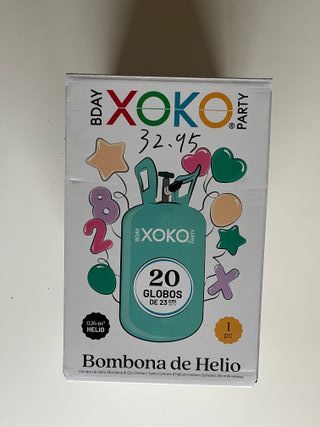 BDAY XOKO® PARTY
32.95
BDAY XOKO PARTY
20
GLOBOS
DE 23 cm
0,16 m³
HELIO
1
pc
Bombona de Helio